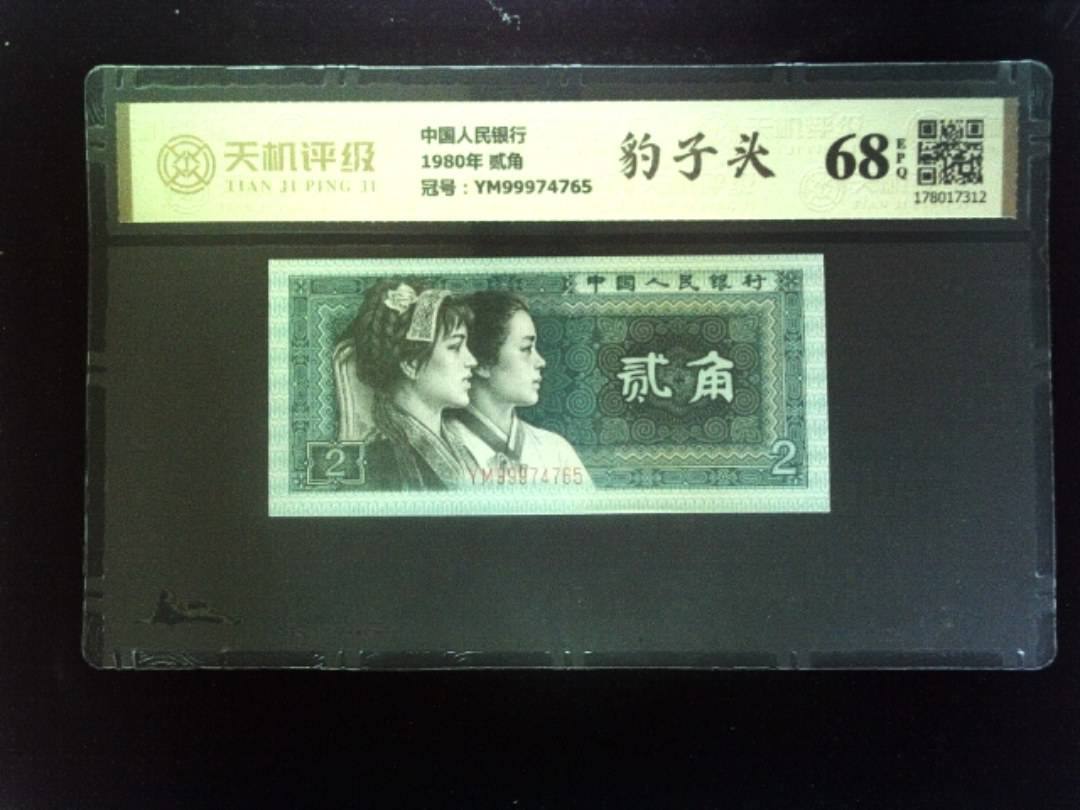 天机评级
TIAN JI PING JI
中国人民银行
1980年 贰角
冠号：YM99974765
豹子头
68
EPQ
178017312
中国人民银行
贰角
2
YM99974765
2